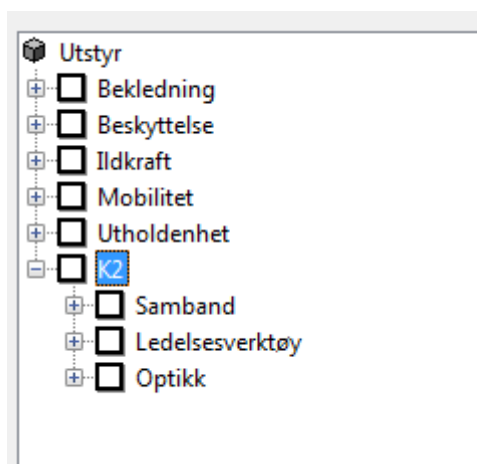 Utstyr
Bekledning
Beskyttelse
Ildkraft
Mobilitet
Utholdenhet
K2
Samband
Ledelsesverktøy
Optikk